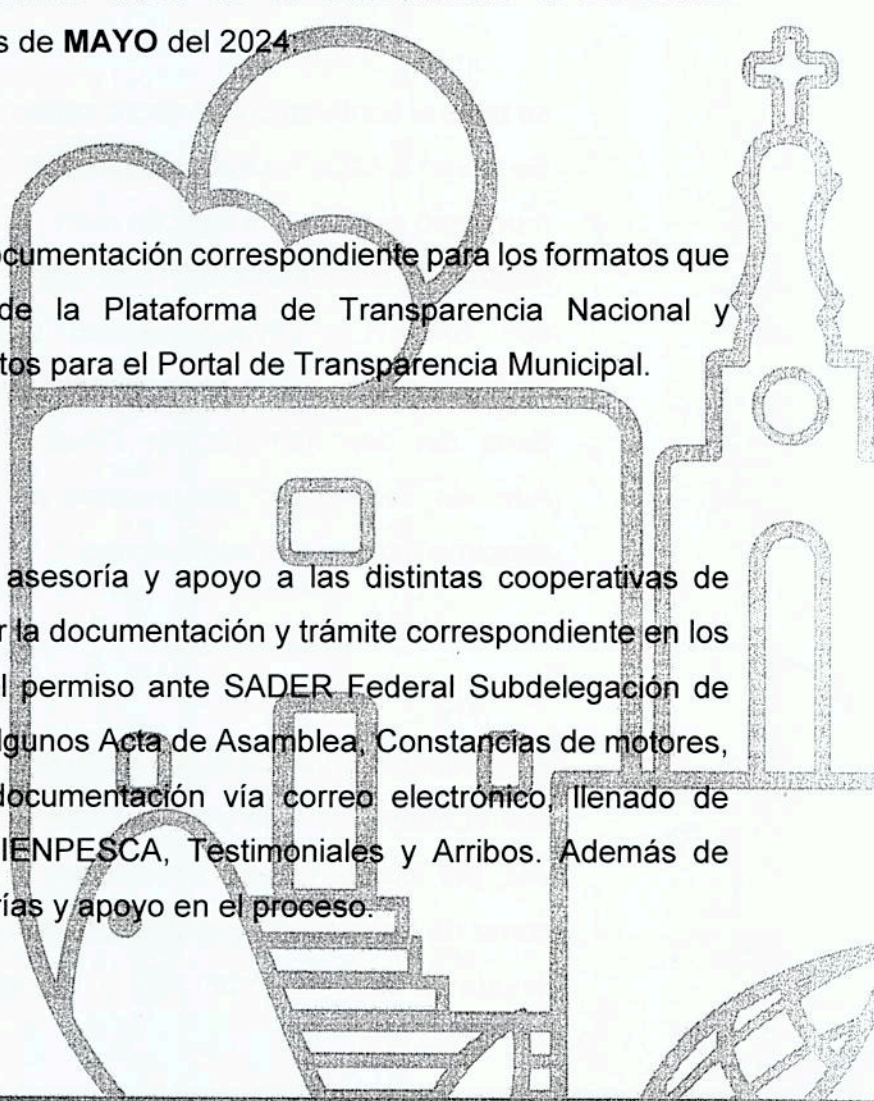 s de MAYO del 2024:
ocumentación correspondiente para los formatos que
de la Plataforma de Transparencia Nacional y
tos para el Portal de Transparencia Municipal.
asesoría y apoyo a las distintas cooperativas de
r la documentación y trámite correspondiente en los
l permiso ante SADER Federal Subdelegación de
lgunos Acta de Asamblea, Constancias de motores,
documentación vía correo electrónico, llenado de
IENPESCA, Testimoniales y Arribos. Además de
rías y apoyo en el proceso.